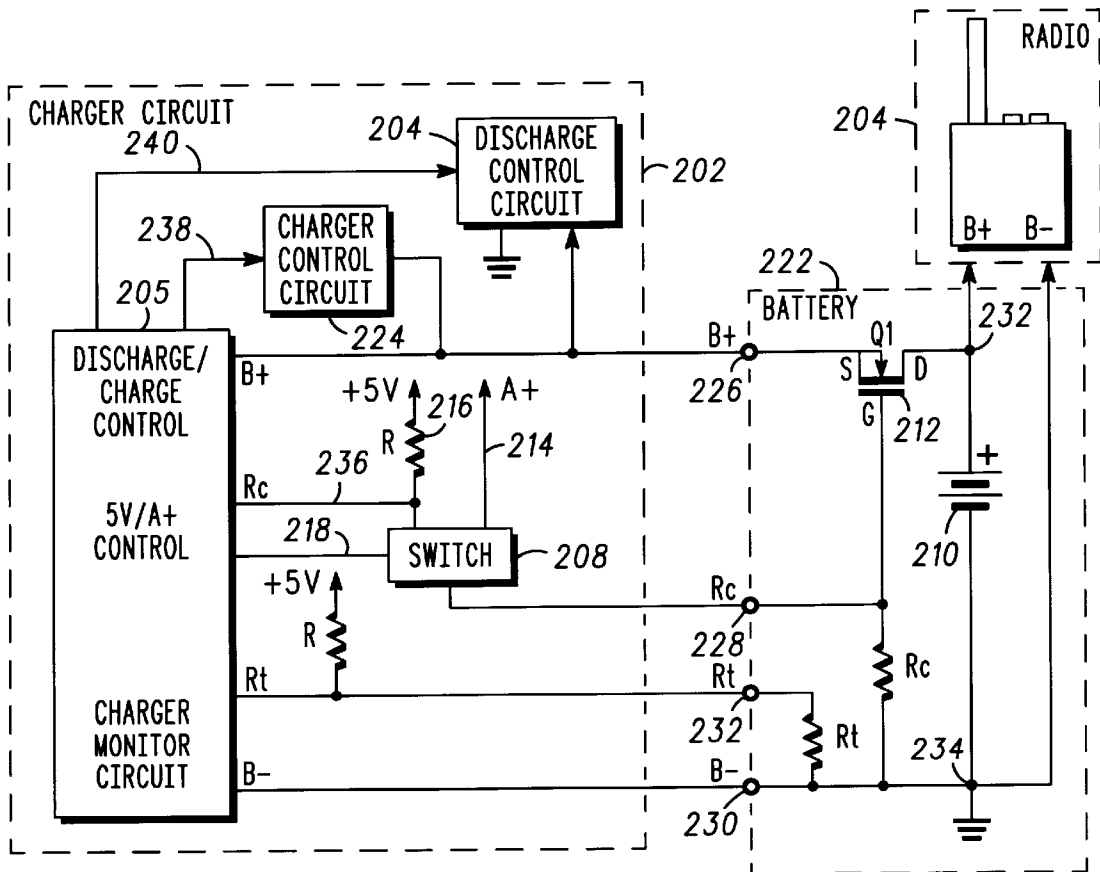 RADIO
204
B+ B-
CHARGER CIRCUIT
240
204
DISCHARGE
CONTROL
CIRCUIT
202
238
CHARGER
CONTROL
CIRCUIT
224
205
DISCHARGE/
CHARGE
CONTROL
5V/A+
CONTROL
CHARGER
MONITOR
CIRCUIT
B+
Rc
Rt
B-
+5V
A+
216
R
214
236
218
SWITCH
208
+5V
R
222
BATTERY
B+
226
Q1
S D
G
212
232
+
210
Rc
228
Rc
Rt
232
Rt
B-
230
234